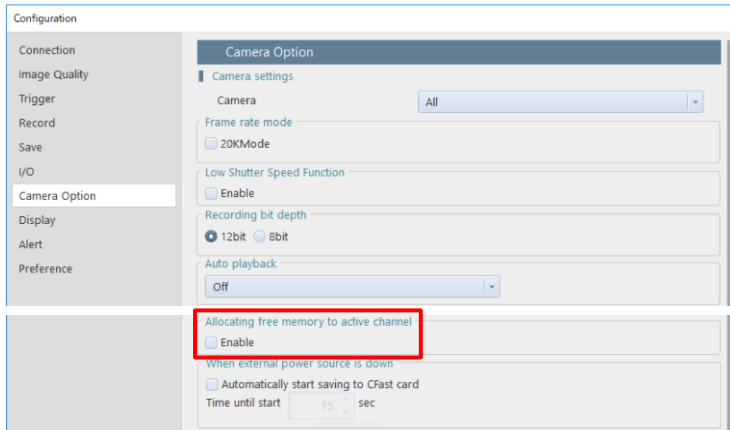 Configuration
Connection
Image Quality
Trigger
Record
Save
I/O
Camera Option
Display
Alert
Preference
Camera Option
Camera settings
Camera All
Frame rate mode
20KMode
Low Shutter Speed Function
Enable
Recording bit depth
12bit 8bit
Auto playback
Off
Allocating free memory to active channel
Enable
When external power source is down
Automatically start saving to CFast card
Time until start 15 sec